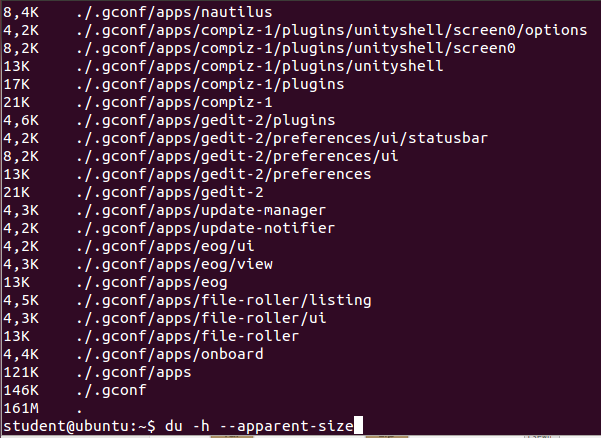 8,4K ./.gconf/apps/nautilus
4,2K ./.gconf/apps/compiz-1/plugins/unityshell/screen0/options
8,2K ./.gconf/apps/compiz-1/plugins/unityshell/screen0
13K ./.gconf/apps/compiz-1/plugins/unityshell
17K ./.gconf/apps/compiz-1/plugins
21K ./.gconf/apps/compiz-1
4,6K ./.gconf/apps/gedit-2/plugins
4,2K ./.gconf/apps/gedit-2/preferences/ui/statusbar
8,2K ./.gconf/apps/gedit-2/preferences/ui
13K ./.gconf/apps/gedit-2/preferences
21K ./.gconf/apps/gedit-2
4,3K ./.gconf/apps/update-manager
4,2K ./.gconf/apps/update-notifier
4,2K ./.gconf/apps/eog/ui
4,3K ./.gconf/apps/eog/view
13K ./.gconf/apps/eog
4,5K ./.gconf/apps/file-roller/listing
4,3K ./.gconf/apps/file-roller/ui
13K ./.gconf/apps/file-roller
4,4K ./.gconf/apps/onboard
121K ./.gconf/apps
146K ./.gconf
161M .
student@ubuntu:~$ du -h --apparent-size